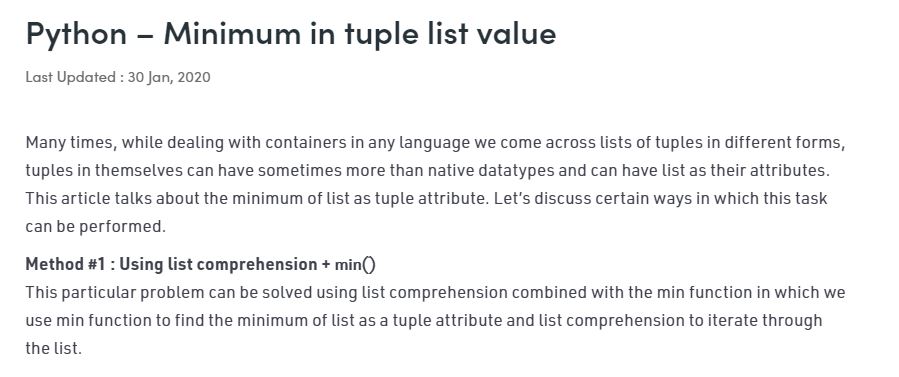 Python – Minimum in tuple list value
Last Updated : 30 Jan, 2020
Many times, while dealing with containers in any language we come across lists of tuples in different forms,
tuples in themselves can have sometimes more than native datatypes and can have list as their attributes.
This article talks about the minimum of list as tuple attribute. Let’s discuss certain ways in which this task
can be performed.
Method #1 : Using list comprehension + min()
This particular problem can be solved using list comprehension combined with the min function in which we
use min function to find the minimum of list as a tuple attribute and list comprehension to iterate through
the list.